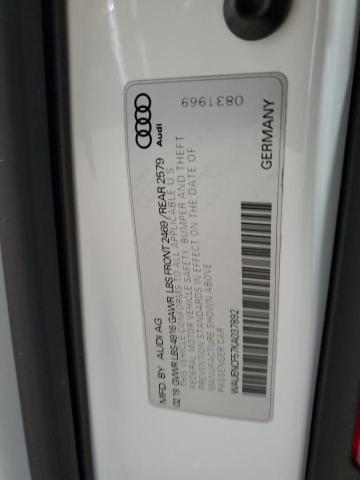 MFD. BY AUDI AG
02/19 GVWR LBS 4916 GAWR LBS FRONT 2469/REAR 2579
THIS VEHICLE CONFORMS TO ALL APPLICABLE U.S.
FEDERAL MOTOR VEHICLE SAFETY, BUMPER AND THEFT
PREVENTION STANDARDS IN EFFECT ON THE DATE OF
MANUFACTURE SHOWN ABOVE
PASSENGER CAR
WAUENCF57KA037892
Audi
GERMANY
0831969